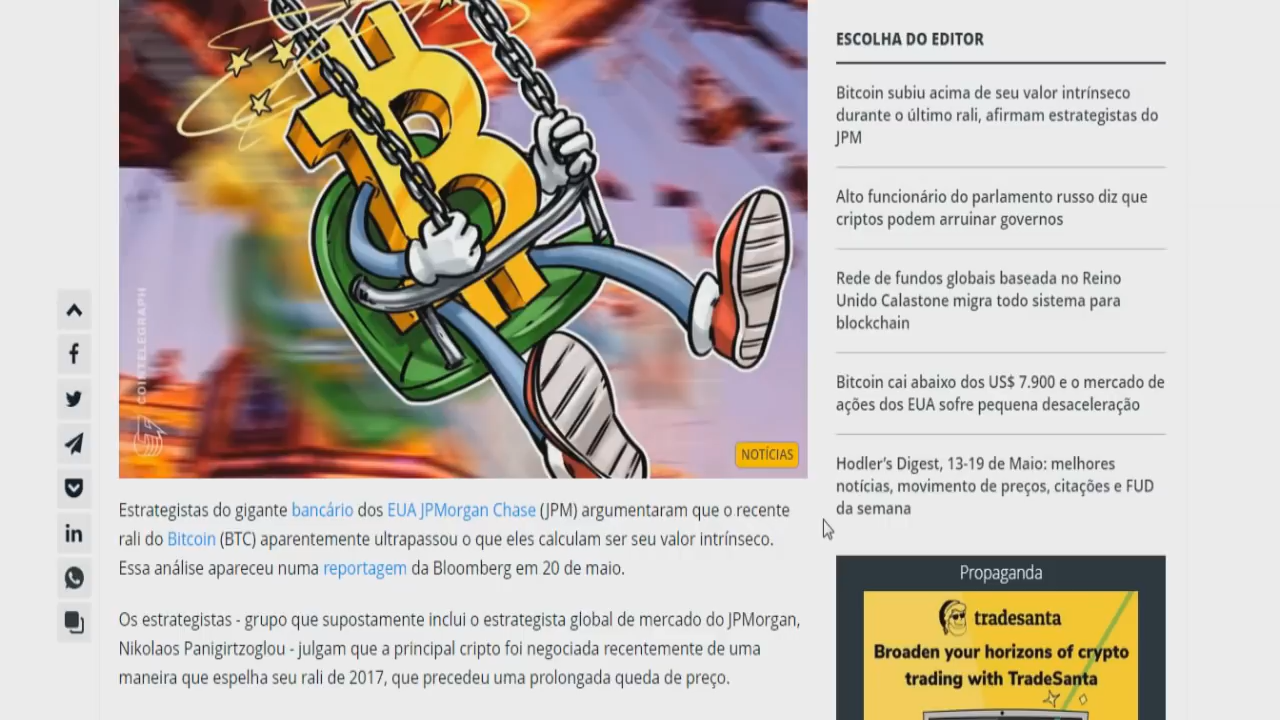 COINTELEGRAPH
NOTÍCIAS
Estrategistas do gigante bancário dos EUA JPMorgan Chase (JPM) argumentaram que o recente
rali do Bitcoin (BTC) aparentemente ultrapassou o que eles calculam ser seu valor intrínseco.
Essa análise apareceu numa reportagem da Bloomberg em 20 de maio.
Os estrategistas - grupo que supostamente inclui o estrategista global de mercado do JPMorgan,
Nikolaos Panigirtzoglou - julgam que a principal cripto foi negociada recentemente de uma
maneira que espelha seu rali de 2017, que precedeu uma prolongada queda de preço.
ESCOLHA DO EDITOR
Bitcoin subiu acima de seu valor intrínseco
durante o último rali, afirmam estrategistas do
JPM
Alto funcionário do parlamento russo diz que
criptos podem arruinar governos
Rede de fundos globais baseada no Reino
Unido Calastone migra todo sistema para
blockchain
Bitcoin cai abaixo dos US$ 7.900 e o mercado de
ações dos EUA sofre pequena desaceleração
Hodler's Digest, 13-19 de Maio: melhores
notícias, movimento de preços, citações e FUD
da semana
Propaganda
tradesanta
Broaden your horizons of crypto
trading with TradeSanta